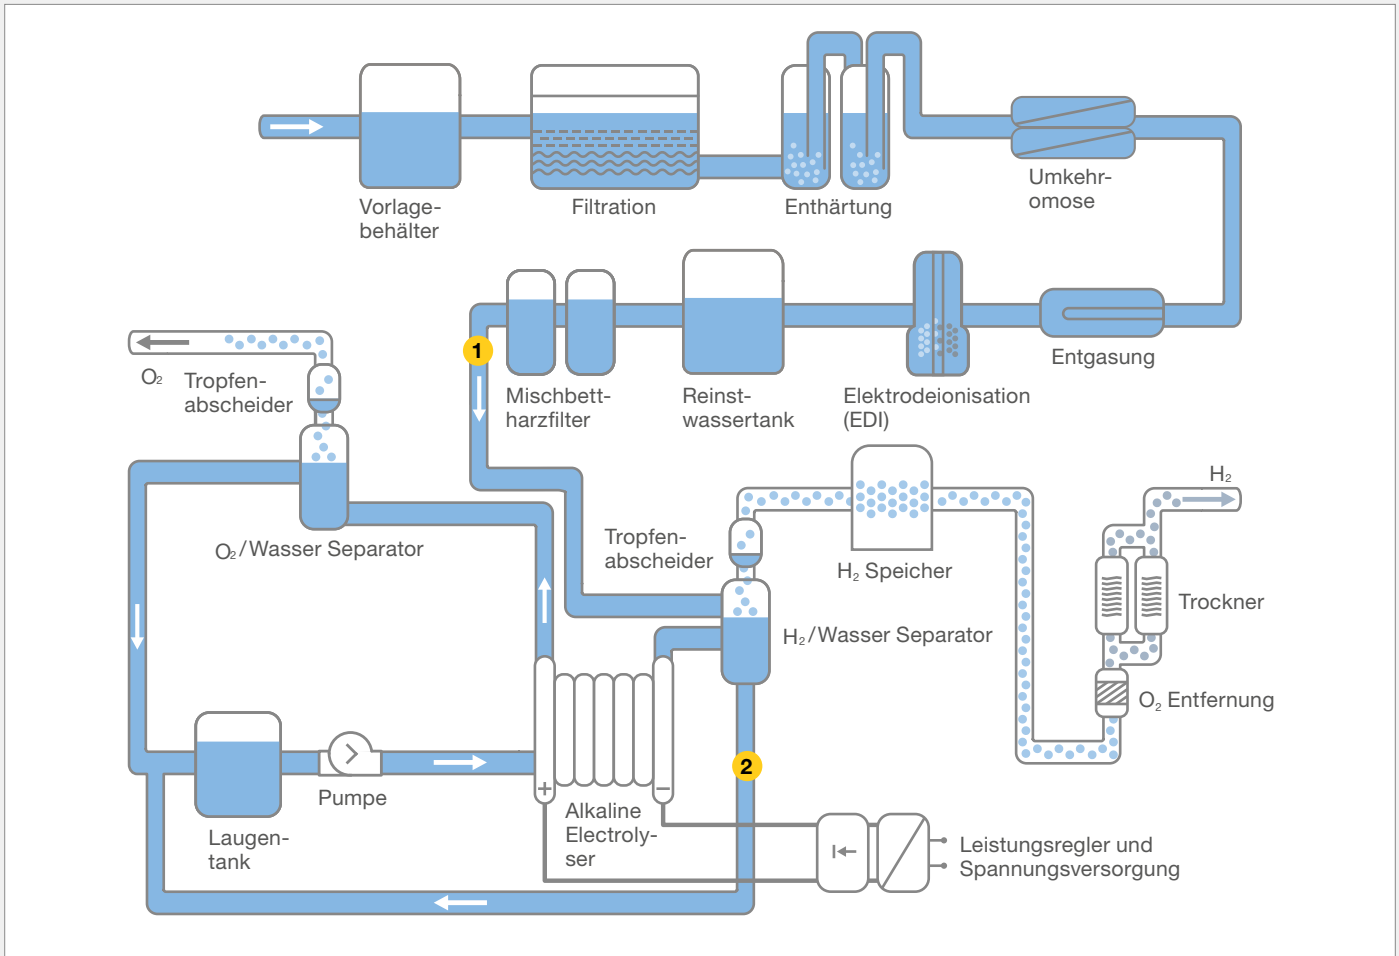 Vorlage-
behälter
Filtration
Enthärtung
Umkehr-
omose
1
Mischbett-
harzfilter
Reinst-
wassertank
Elektrodeionisation
(EDI)
Entgasung
O₂
Tropfen-
abscheider
O₂/Wasser Separator
Tropfen-
abscheider
H₂ Speicher
H₂
Trockner
H₂/Wasser Separator
O₂ Entfernung
2
Pumpe
Laugen-
tank
+
−
Alkaline
Electroly-
ser
Leistungsregler und
Spannungsversorgung